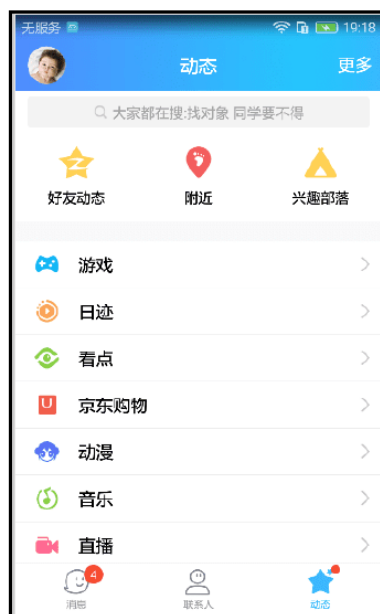 无服务 19:18
动态 更多
大家都在搜:找对象 同学要不得
好友动态 附近 兴趣部落
游戏
日迹
看点
京东购物
动漫
音乐
直播
4
消息 联系人 动态